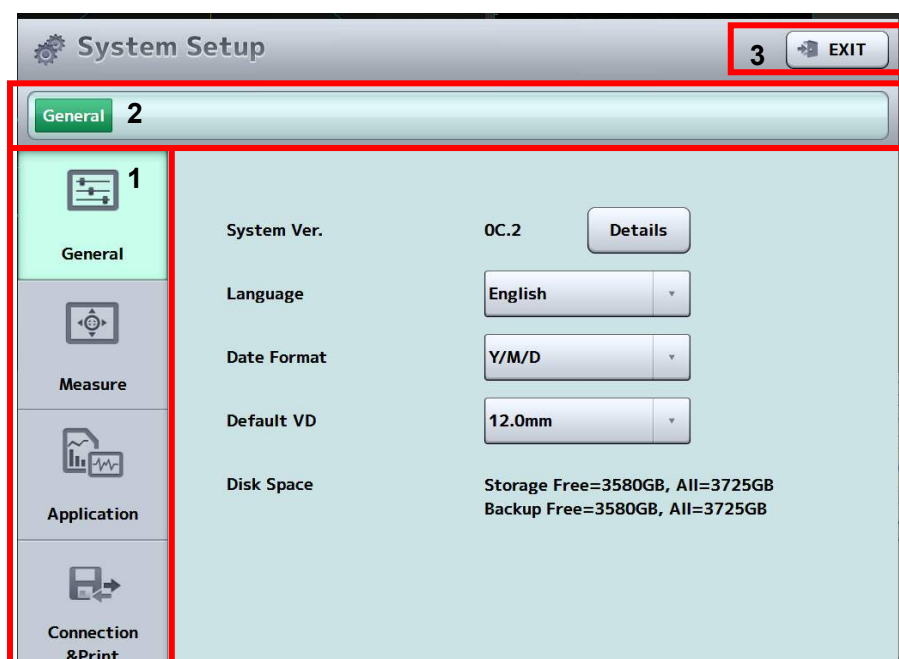 System Setup
3 EXIT
General 2
1
General
System Ver. 0C.2 Details
Language English
Date Format Y/M/D
Measure
Default VD 12.0mm
Disk Space Storage Free=3580GB, All=3725GB
Backup Free=3580GB, All=3725GB
Application
Connection
&Print